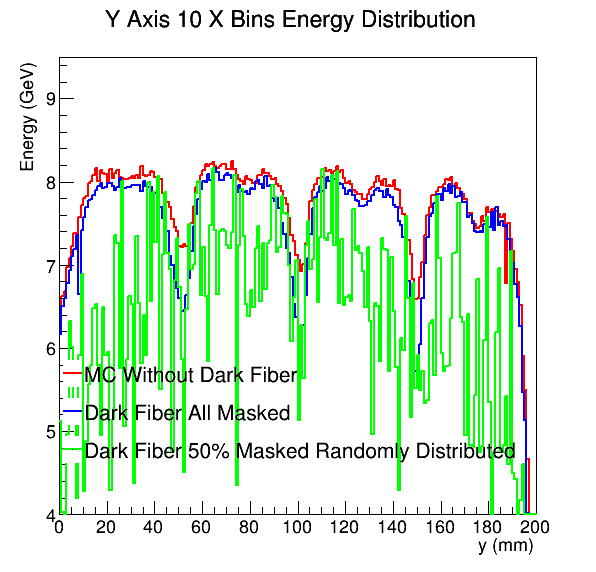 Y Axis 10 X Bins Energy Distribution
Energy (GeV)
9
8
7
6
5
4
MC Without Dark Fiber
Dark Fiber All Masked
Dark Fiber 50% Masked Randomly Distributed
0 20 40 60 80 100 120 140 160 180 200
y (mm)